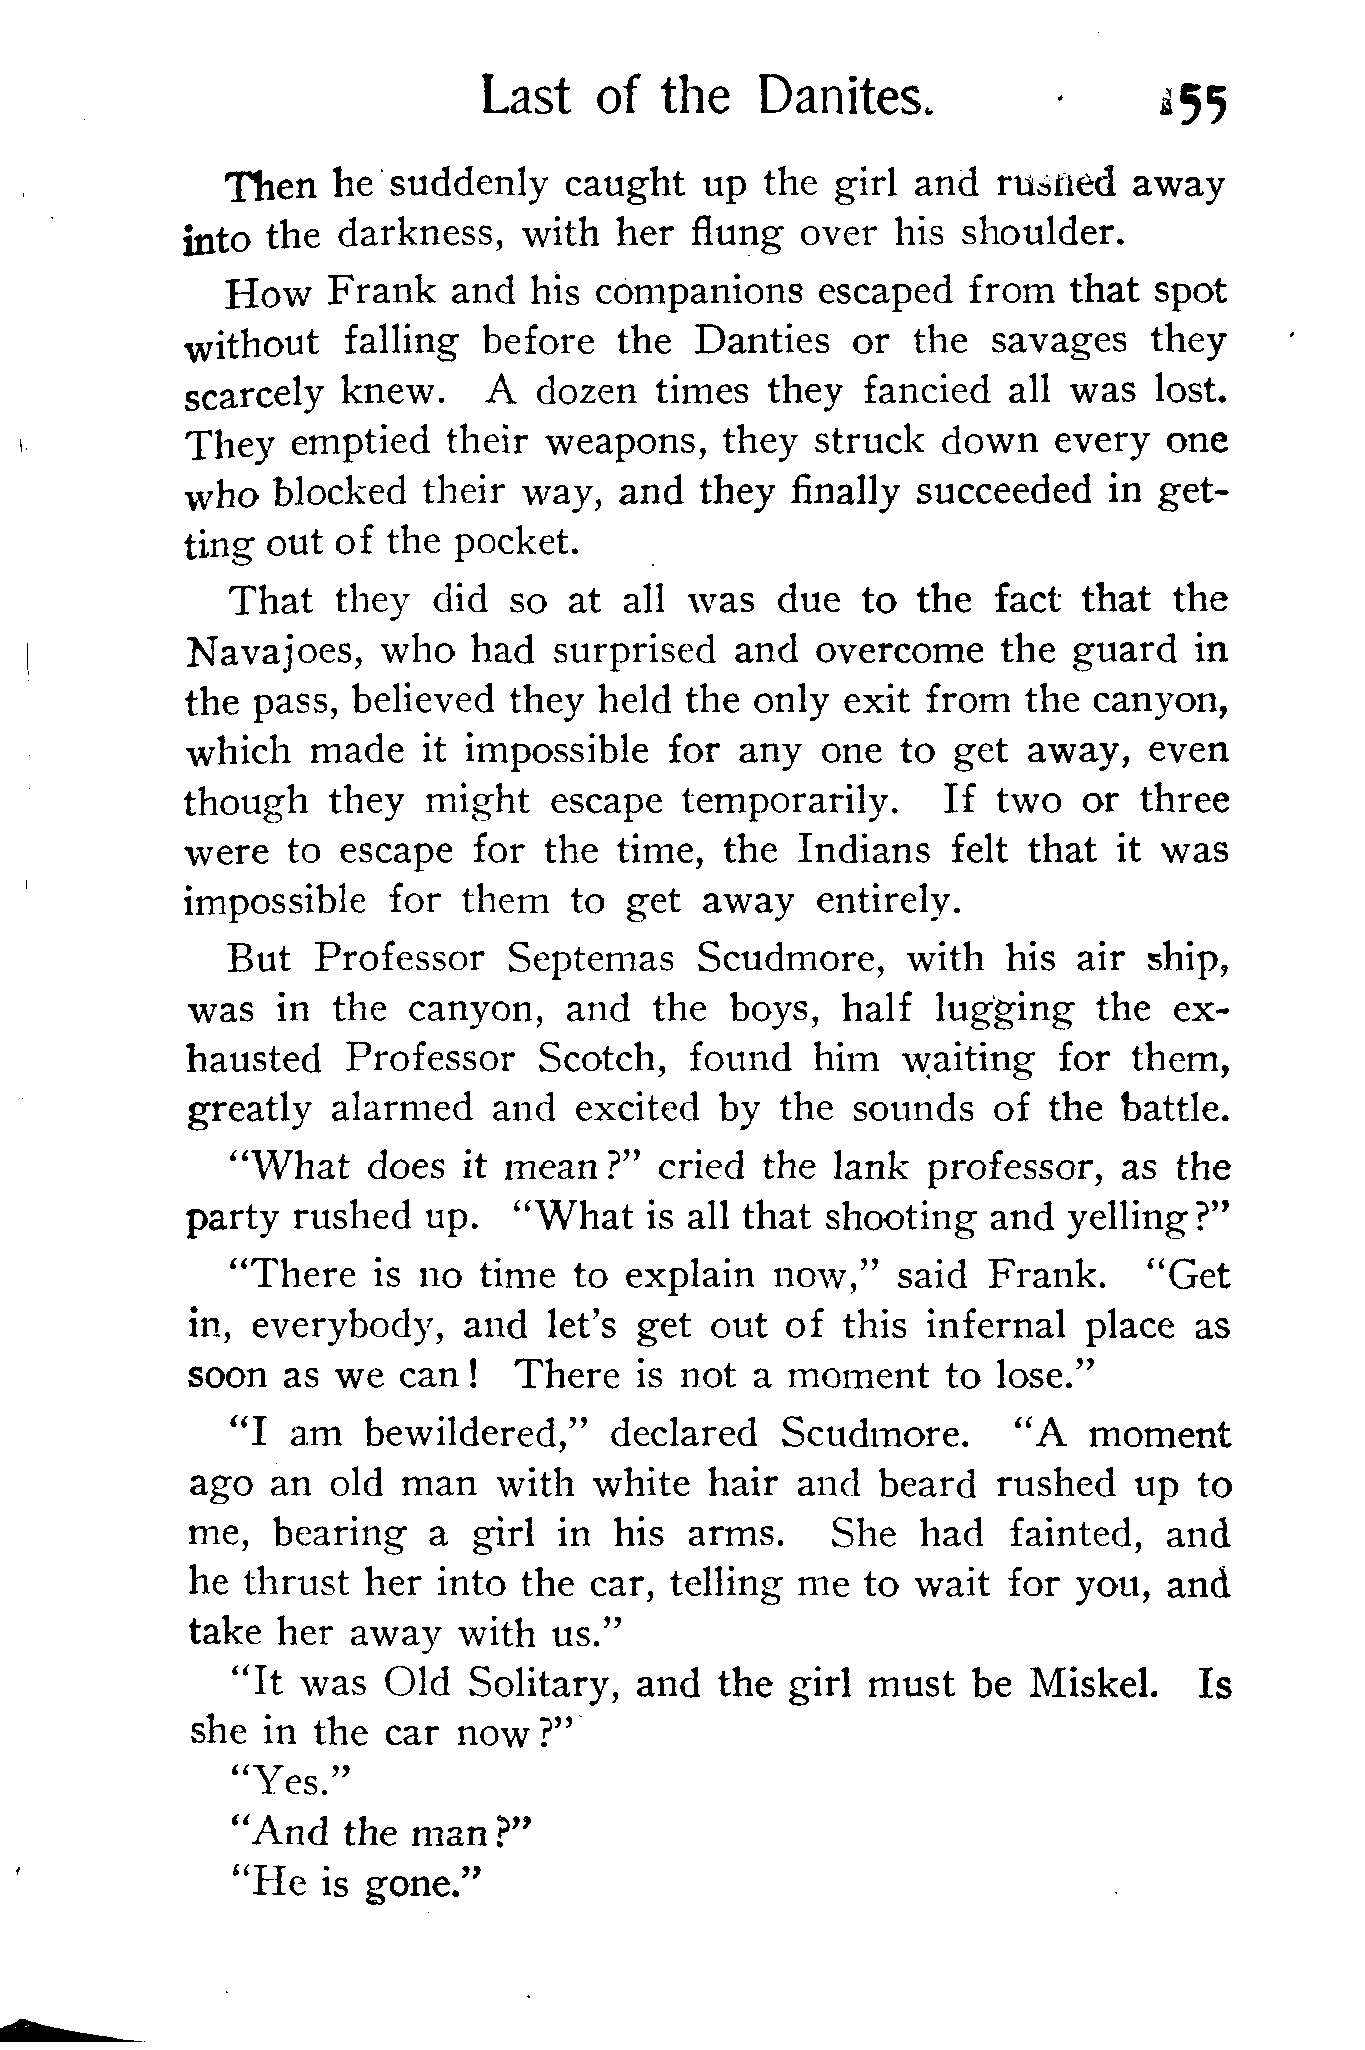 Last of the Danites. 155
Then he suddenly caught up the girl and rushed away
into the darkness, with her flung over his shoulder.
How Frank and his companions escaped from that spot
without falling before the Danties or the savages they
scarcely knew. A dozen times they fancied all was lost.
They emptied their weapons, they struck down every one
who blocked their way, and they finally succeeded in get-
ting out of the pocket.
That they did so at all was due to the fact that the
Navajoes, who had surprised and overcome the guard in
the pass, believed they held the only exit from the canyon,
which made it impossible for any one to get away, even
though they might escape temporarily. If two or three
were to escape for the time, the Indians felt that it was
impossible for them to get away entirely.
But Professor Septemas Scudmore, with his air ship,
was in the canyon, and the boys, half lugging the ex-
hausted Professor Scotch, found him waiting for them,
greatly alarmed and excited by the sounds of the battle.
“What does it mean?” cried the lank professor, as the
party rushed up. “What is all that shooting and yelling?”
“There is no time to explain now,” said Frank. “Get
in, everybody, and let’s get out of this infernal place as
soon as we can! There is not a moment to lose.”
“I am bewildered,” declared Scudmore. “A moment
ago an old man with white hair and beard rushed up to
me, bearing a girl in his arms. She had fainted, and
he thrust her into the car, telling me to wait for you, and
take her away with us.”
“It was Old Solitary, and the girl must be Miskel. Is
she in the car now?”
“Yes.”
“And the man?”
“He is gone.”